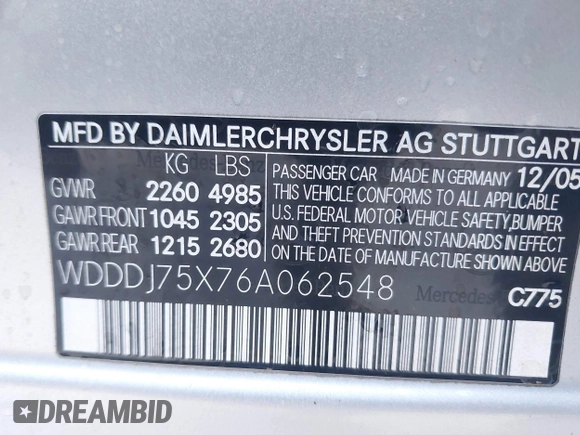 MFD BY DAIMLERCHRYSLER AG STUTTGART
KG LBS
GVWR 2260 4985
GAWR FRONT 1045 2305
GAWR REAR 1215 2680
PASSENGER CAR MADE IN GERMANY 12/05
THIS VEHICLE CONFORMS TO ALL APPLICABLE
U.S. FEDERAL MOTOR VEHICLE SAFETY, BUMPER
AND THEFT PREVENTION STANDARDS IN EFFECT
ON THE DATE OF MANUFACTURE SHOWN ABOVE.
WDDDJ75X76A062548
C775
DREAMBID